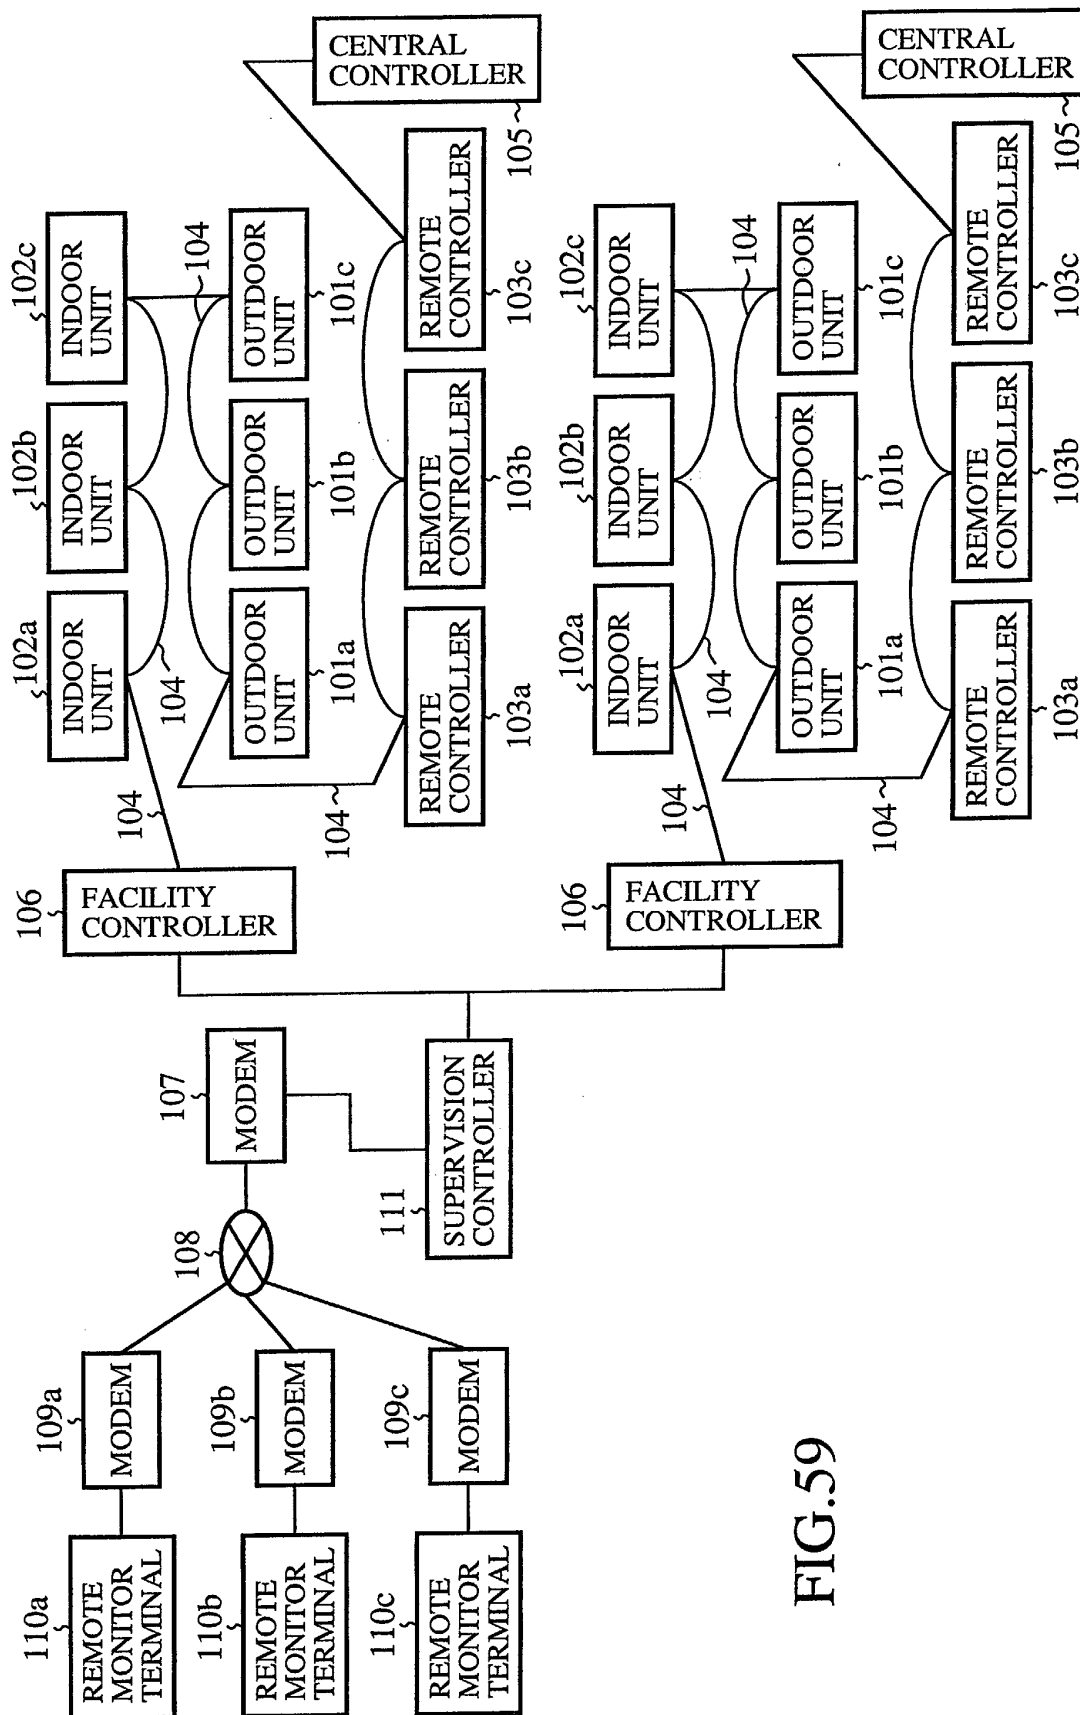 110a
REMOTE
MONITOR
TERMINAL
109a
MODEM
110b
REMOTE
MONITOR
TERMINAL
109b
MODEM
110c
REMOTE
MONITOR
TERMINAL
109c
MODEM
108
107
MODEM
111
SUPERVISION
CONTROLLER
106
FACILITY
CONTROLLER
104
102a
INDOOR
UNIT
102b
INDOOR
UNIT
102c
INDOOR
UNIT
104
104
OUTDOOR
UNIT
101a
OUTDOOR
UNIT
101b
OUTDOOR
UNIT
101c
104
REMOTE
CONTROLLER
103a
REMOTE
CONTROLLER
103b
REMOTE
CONTROLLER
103c
CENTRAL
CONTROLLER
105
106
FACILITY
CONTROLLER
104
102a
INDOOR
UNIT
102b
INDOOR
UNIT
102c
INDOOR
UNIT
104
104
OUTDOOR
UNIT
101a
OUTDOOR
UNIT
101b
OUTDOOR
UNIT
101c
104
REMOTE
CONTROLLER
103a
REMOTE
CONTROLLER
103b
REMOTE
CONTROLLER
103c
CENTRAL
CONTROLLER
105
FIG.59